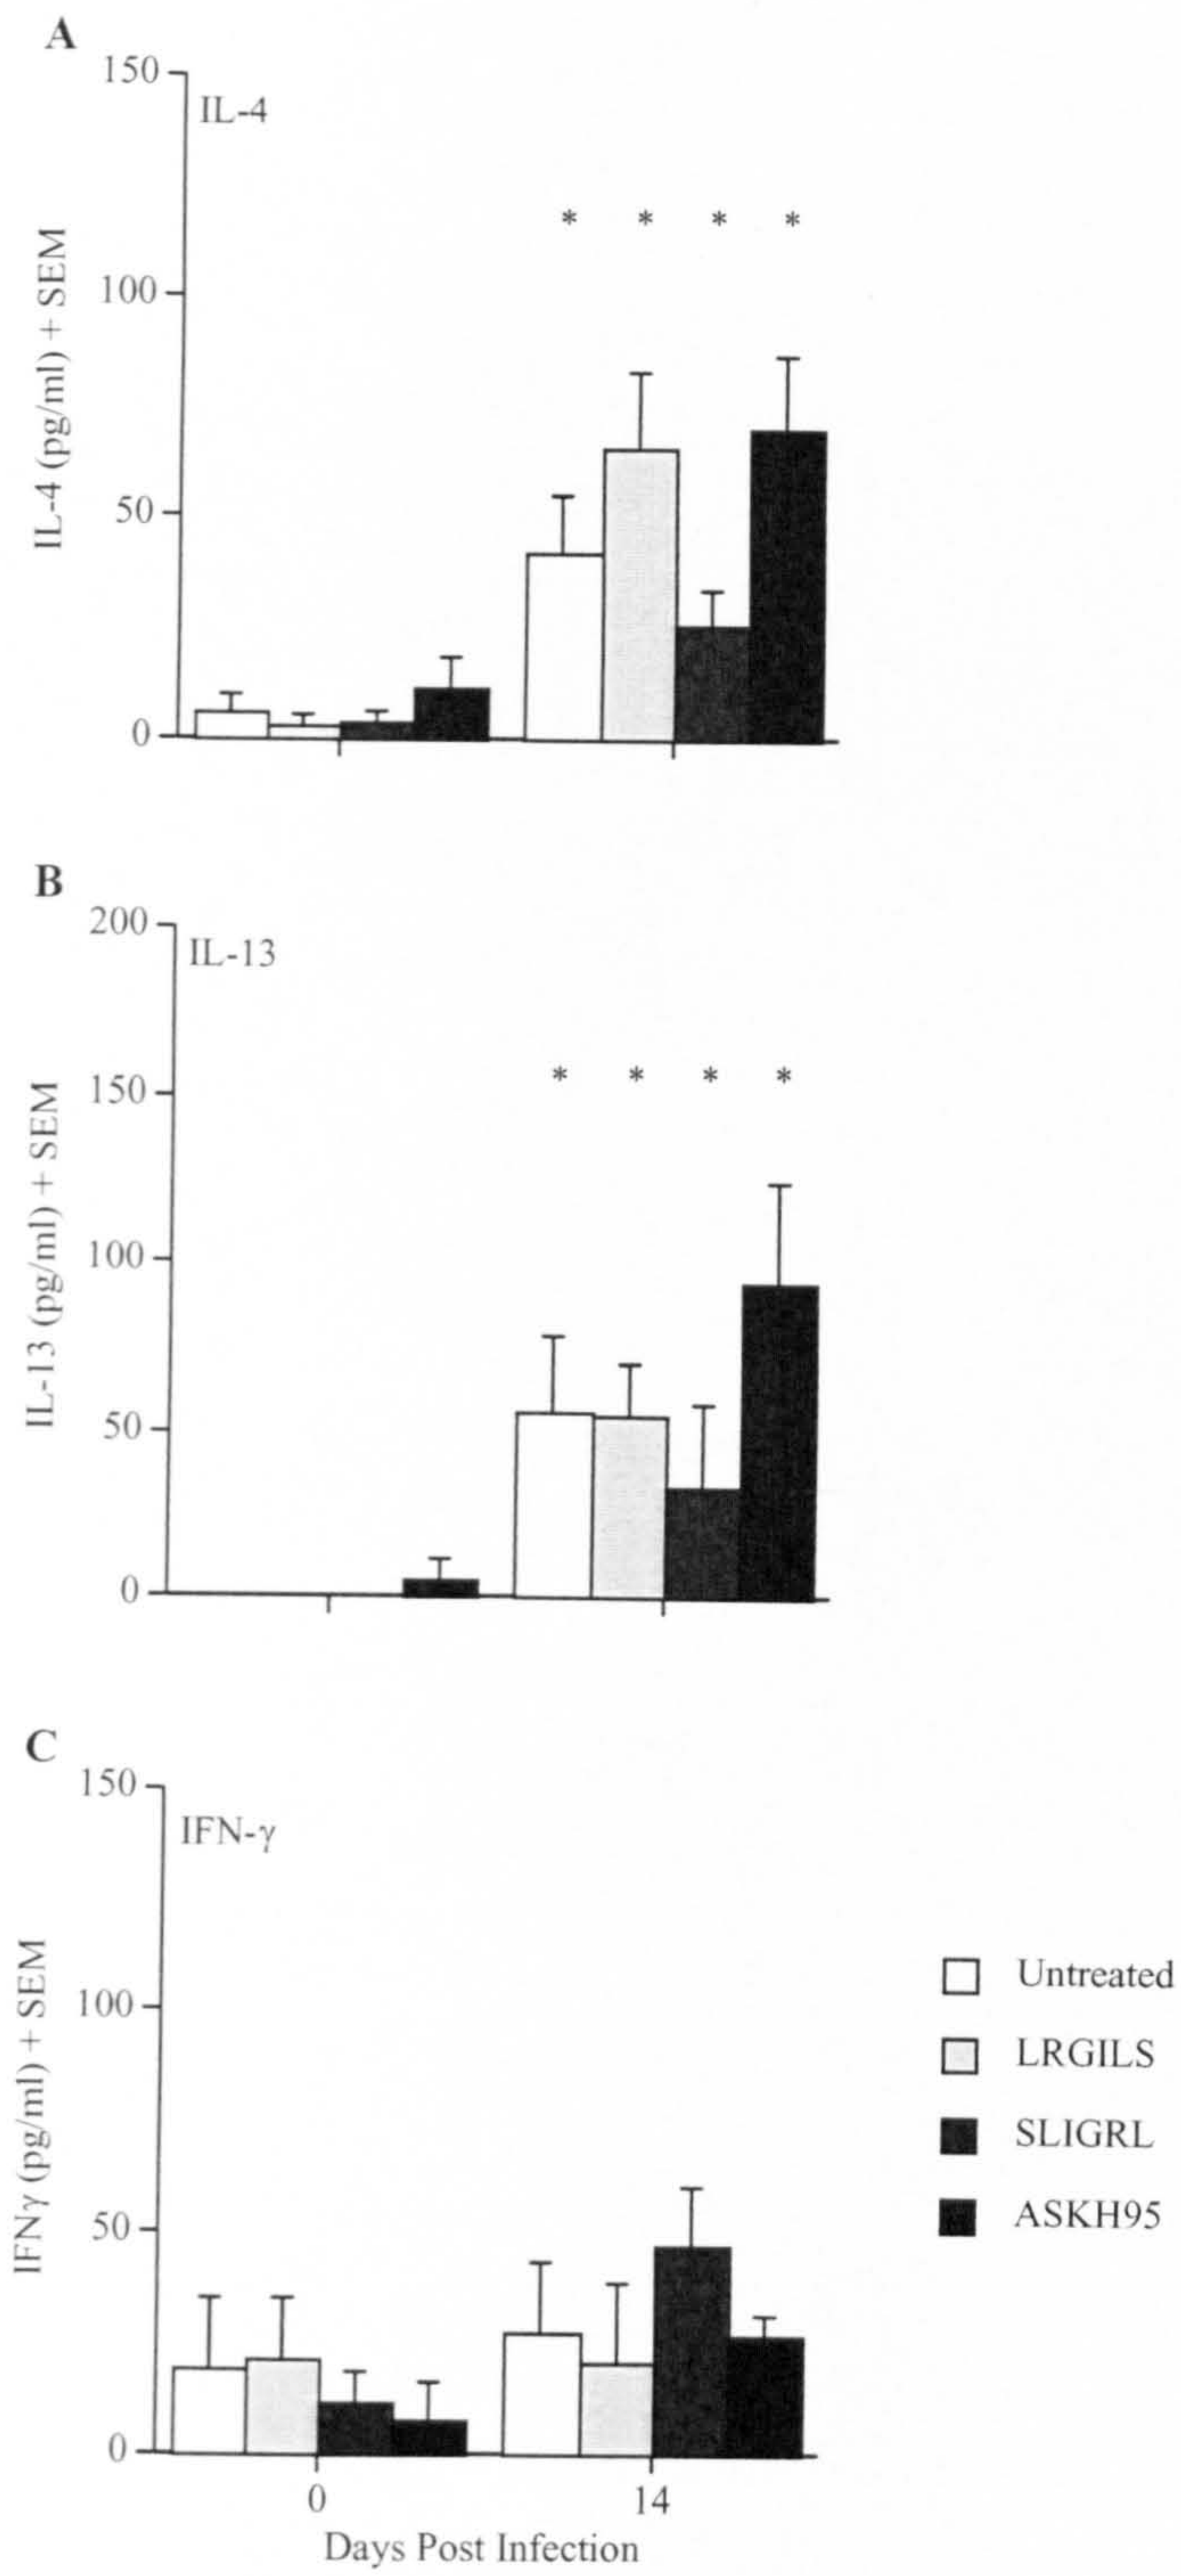 A
150
IL-4
* * * *
100
50
0
IL-4 (pg/ml) + SEM
B
200
IL-13
150
* * * *
100
50
0
IL-13 (pg/ml) + SEM
C
150
IFN-γ
100
50
0
IFNγ (pg/ml) + SEM
Untreated
LRGILS
SLIGRL
ASKH95
0 14
Days Post Infection